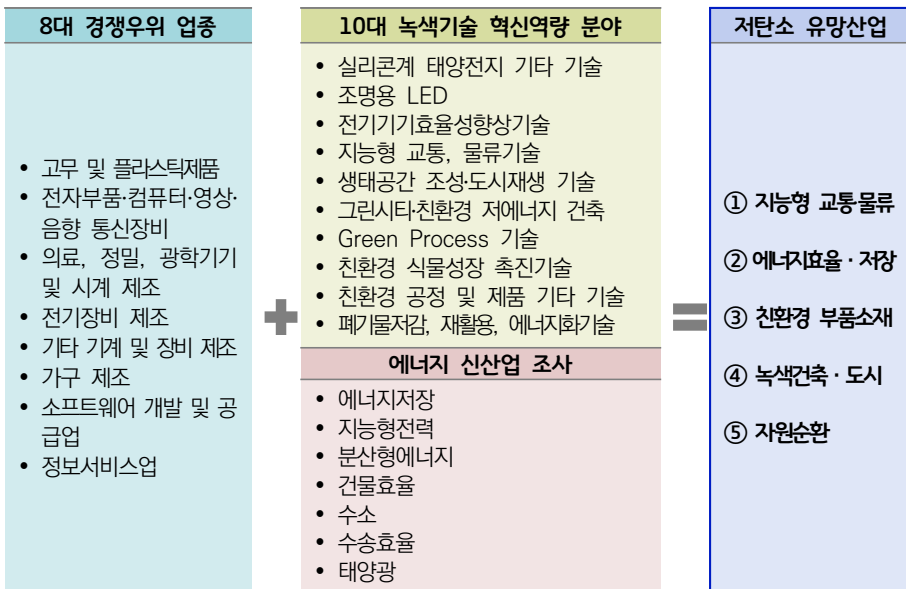 8대 경쟁우위 업종
• 고무 및 플라스틱제품
• 전자부품·컴퓨터·영상·
음향 통신장비
• 의료, 정밀, 광학기기
및 시계 제조
• 전기장비 제조
• 기타 기계 및 장비 제조
• 가구 제조
• 소프트웨어 개발 및 공
급업
• 정보서비스업
+
10대 녹색기술 혁신역량 분야
• 실리콘계 태양전지 기타 기술
• 조명용 LED
• 전기기기효율성향상기술
• 지능형 교통, 물류기술
• 생태공간 조성·도시재생 기술
• 그린시티·친환경 저에너지 건축
• Green Process 기술
• 친환경 식물성장 촉진기술
• 친환경 공정 및 제품 기타 기술
• 폐기물저감, 재활용, 에너지화기술
에너지 신산업 조사
• 에너지저장
• 지능형전력
• 분산형에너지
• 건물효율
• 수소
• 수송효율
• 태양광
=
저탄소 유망산업
① 지능형 교통·물류
② 에너지효율·저장
③ 친환경 부품소재
④ 녹색건축·도시
⑤ 자원순환